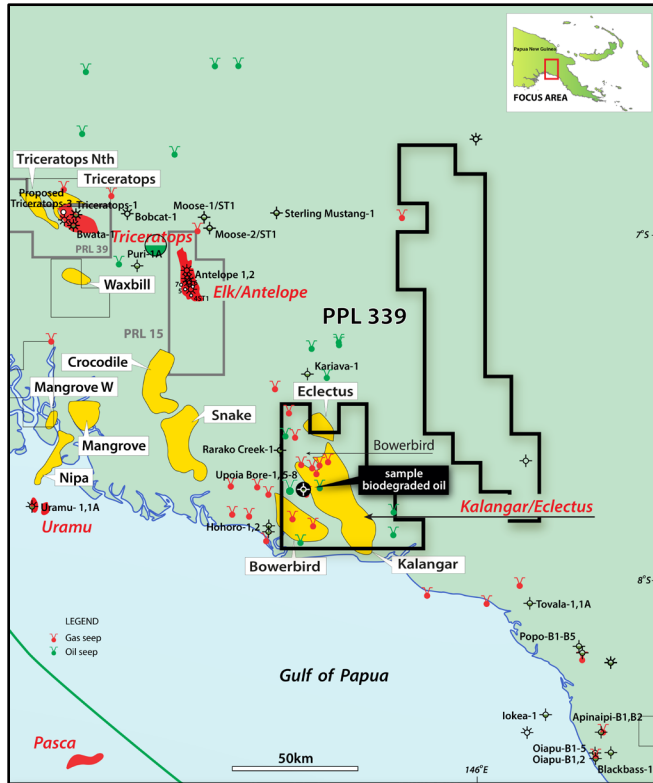 Papua New Guinea
FOCUS AREA
Triceratops Nth
Triceratops
Proposed
Triceratops-3
Triceratops-1
Bwata-1
Bobcat-1
Moose-1/ST1
Moose-2/ST1
Sterling Mustang-1
7°S
Triceratops
PRL 39
Puri-1A
Antelope 1,2
Waxbill
Elk/Antelope
PRL 15
PPL 339
Crocodile
Kariava-1
Mangrove W
Eclectus
Snake
Mangrove
Rarako Creek-1
Bowerbird
Nipa
Upoia Bore-1, 5-8
sample
biodegraded oil
Uramu- 1,1A
Uramu
Kalangar/Eclectus
Hohoro-1,2
Bowerbird
Kalangar
8°S
Tovala-1,1A
LEGEND
Gas seep
Oil seep
Popo-B1-B5
Gulf of Papua
Iokea-1
Apinaipi-B1,B2
Pasca
50km
146°E
Oiapu-B1-5
Oiapu-B1,2
Blackbass-1